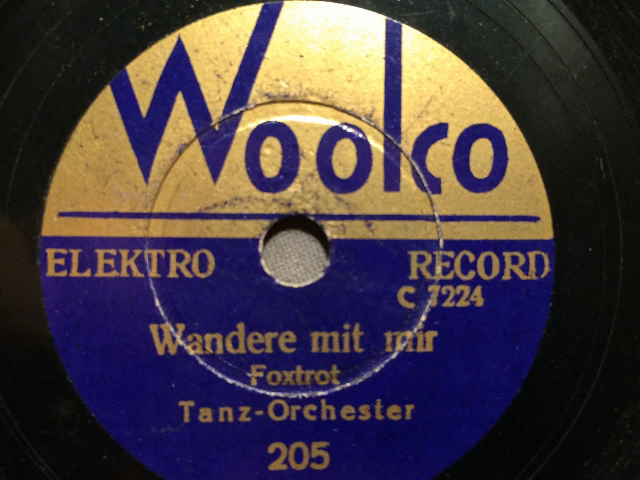 Woolco
ELEKTRO RECORD
C 7224
Wandere mit mir
Foxtrot
Tanz-Orchester
205